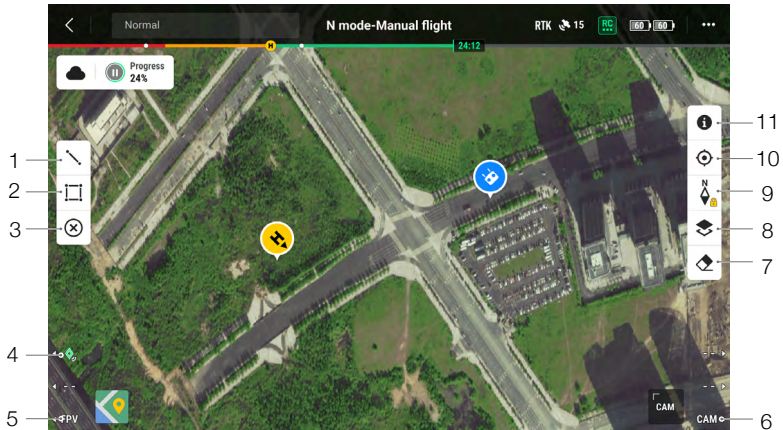 Normal
N mode-Manual flight
RTK 15 RC 60 60
H
24:12
Progress
24%
11
1
10
2
N
9
3
H
8
7
4
-- --
--
5
FPV
CAM
CAM
6